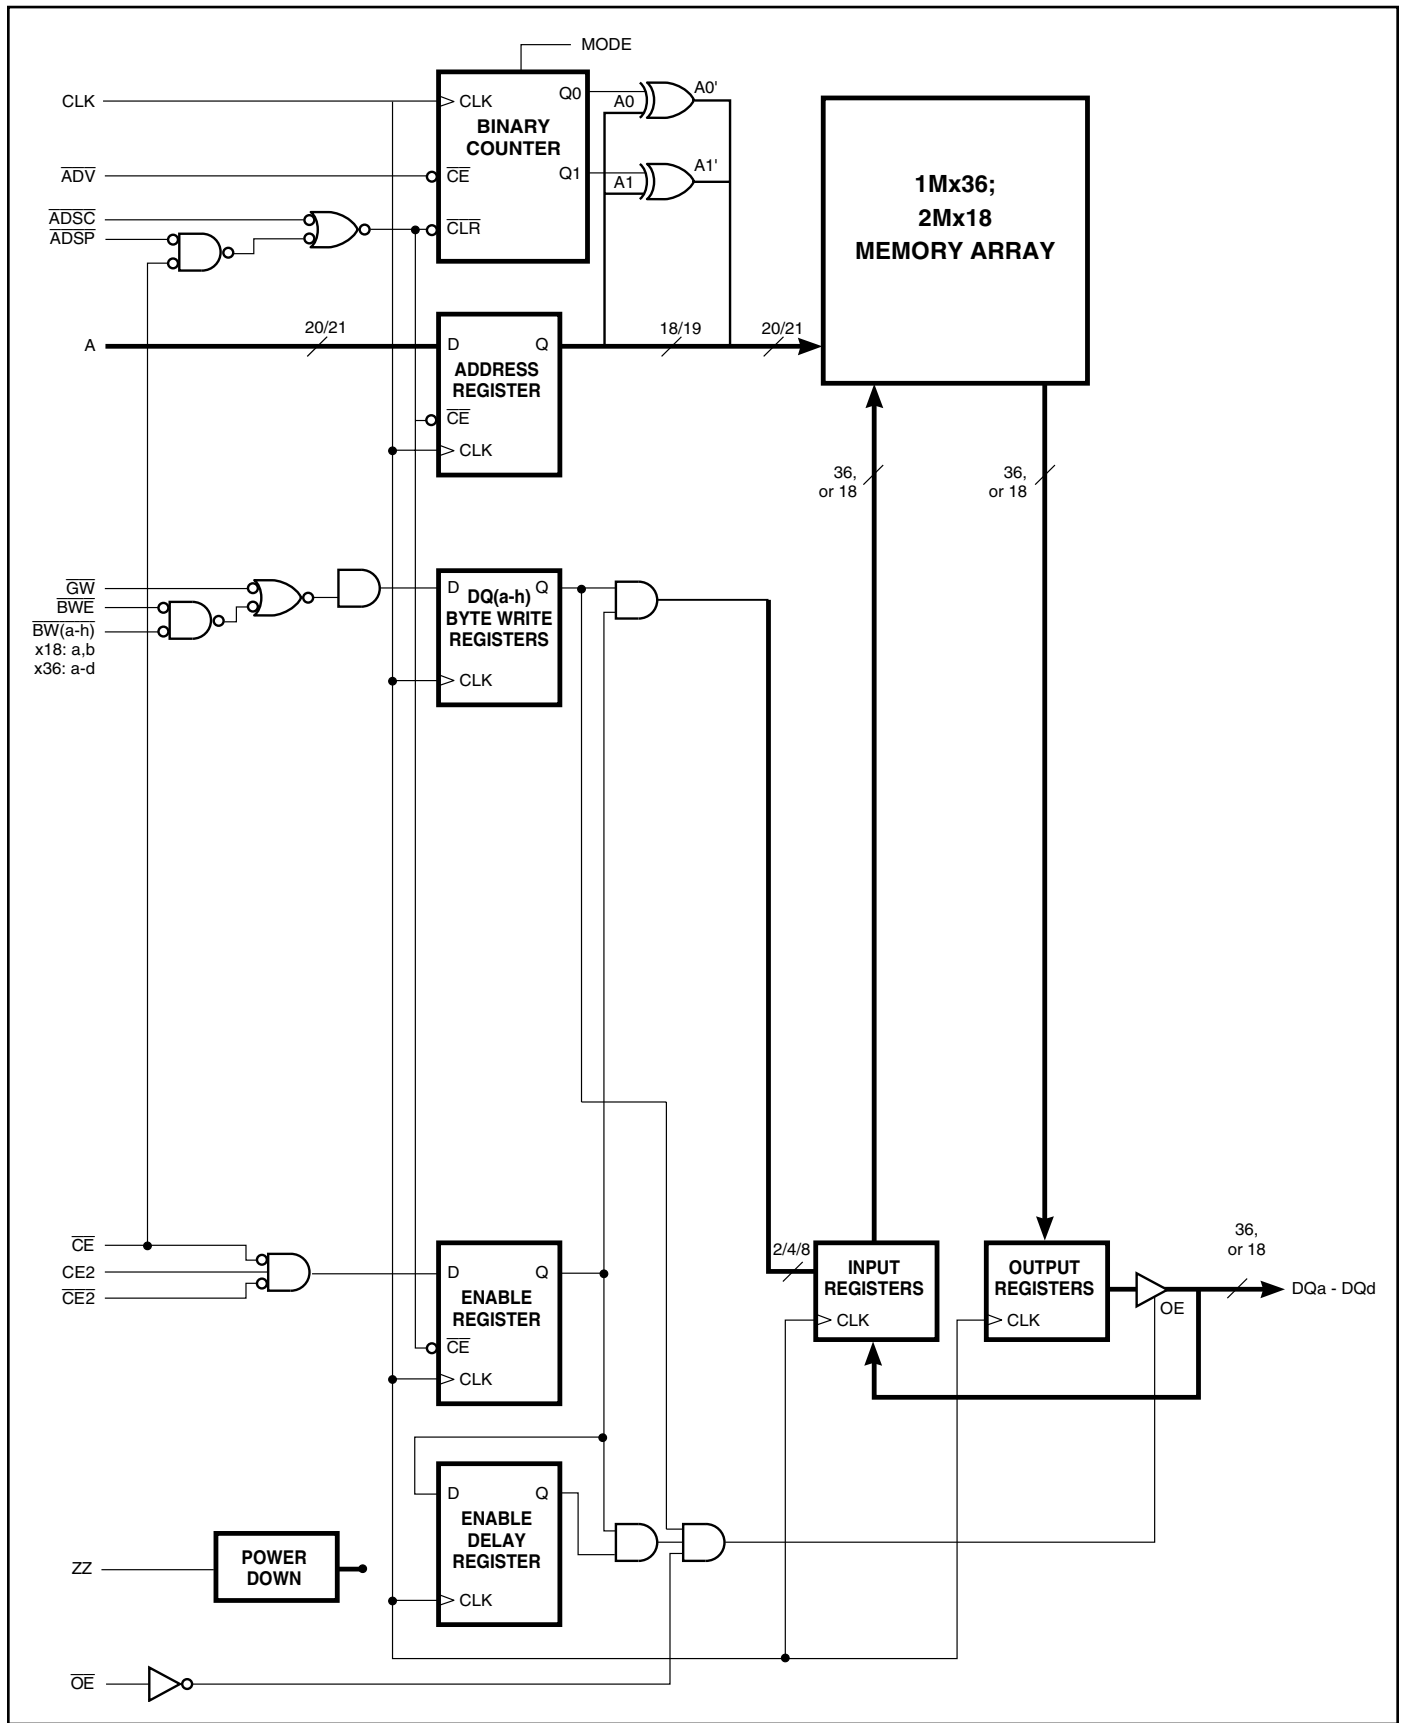 MODE
CLK
CLK
Q0
A0
A0'
BINARY
COUNTER
ADV
CE
Q1
A1
A1'
ADSC
ADSP
CLR
1Mx36;
2Mx18
MEMORY ARRAY
A
20/21
D
Q
18/19
20/21
ADDRESS
REGISTER
CE
CLK
36,
or 18
36,
or 18
GW
BWE
BW(a-h)
x18: a,b
x36: a-d
D
Q
DQ(a-h)
BYTE WRITE
REGISTERS
CLK
CE
CE2
CE2
D
Q
ENABLE
REGISTER
CE
CLK
2/4/8
INPUT
REGISTERS
CLK
OUTPUT
REGISTERS
CLK
OE
36,
or 18
DQa - DQd
D
Q
ENABLE
DELAY
REGISTER
CLK
ZZ
POWER
DOWN
OE